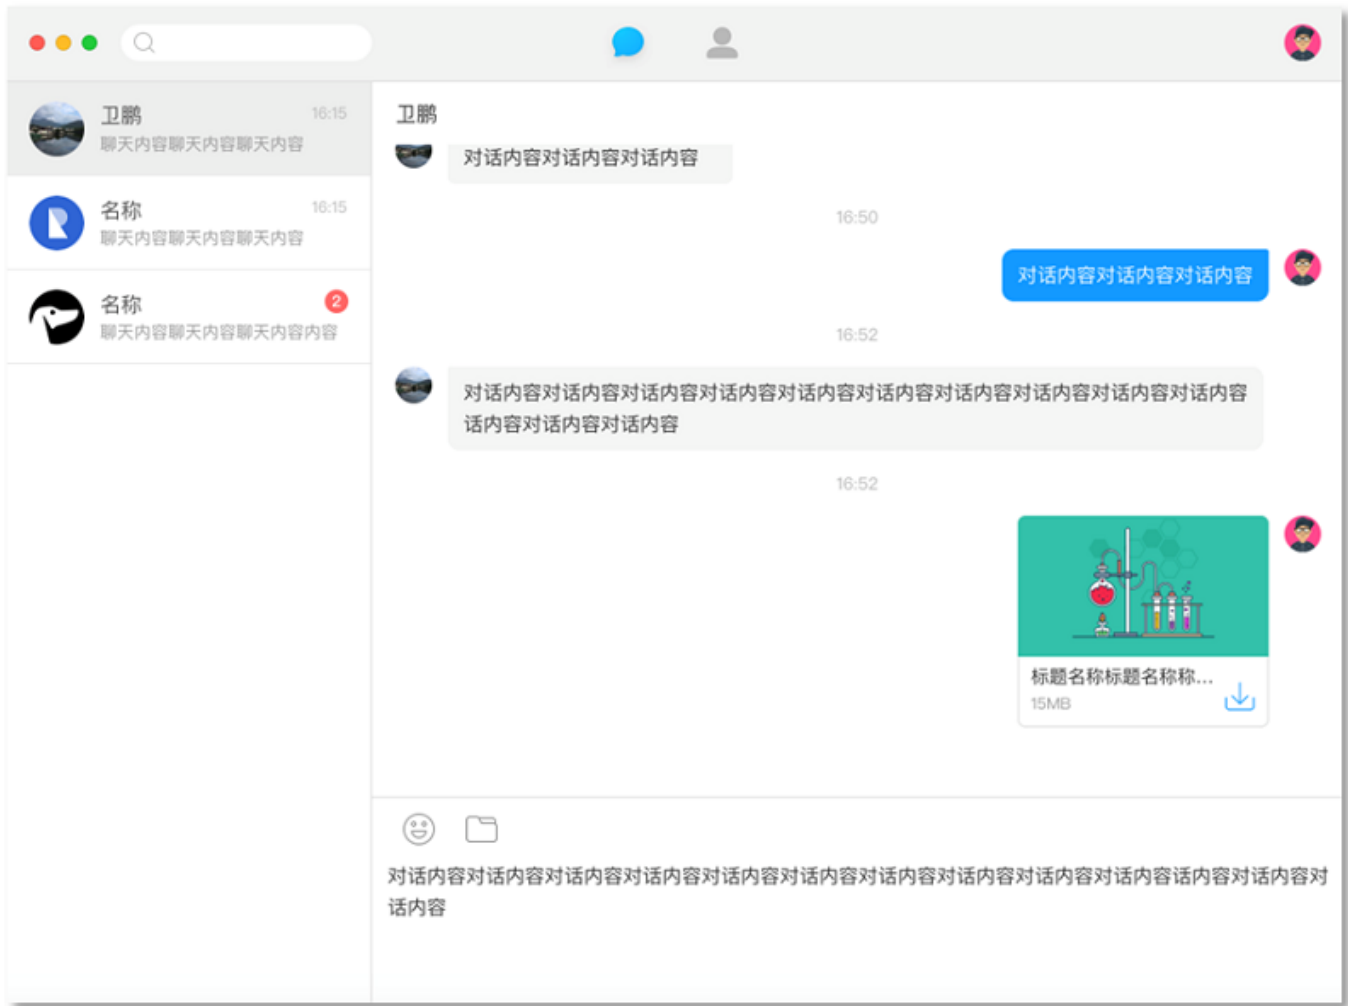 卫鹏
16:15
聊天内容聊天内容聊天内容
名称
16:15
聊天内容聊天内容聊天内容
名称
2
聊天内容聊天内容聊天内容内容
卫鹏
对话内容对话内容对话内容
16:50
对话内容对话内容对话内容
16:52
对话内容对话内容对话内容对话内容对话内容对话内容对话内容对话内容对话内容对话内容
话内容对话内容对话内容
16:52
标题名称标题名称称...
15MB
对话内容对话内容对话内容对话内容对话内容对话内容对话内容对话内容对话内容对话内容话内容对话内容对
话内容